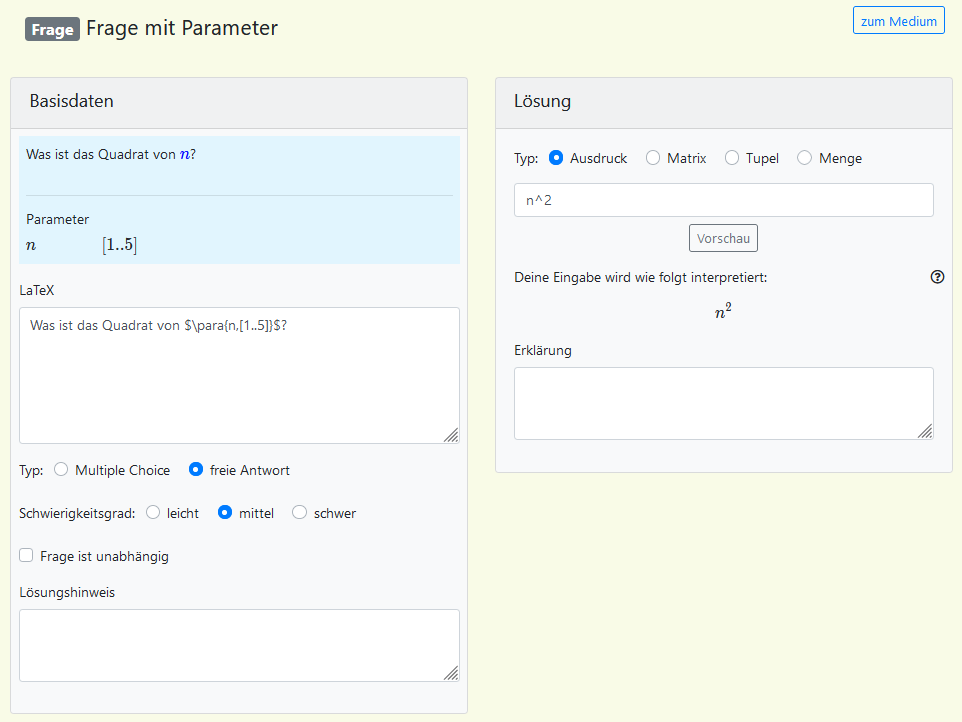 Frage Frage mit Parameter
zum Medium
Basisdaten
Was ist das Quadrat von n?
Parameter
n [1..5]
LaTeX
Was ist das Quadrat von $\para{n,[1..5]}$?
Typ: Multiple Choice freie Antwort
Schwierigkeitsgrad: leicht mittel schwer
Frage ist unabhängig
Lösungshinweis
Lösung
Typ: Ausdruck Matrix Tupel Menge
n^2
Vorschau
Deine Eingabe wird wie folgt interpretiert: ?
n²
Erklärung